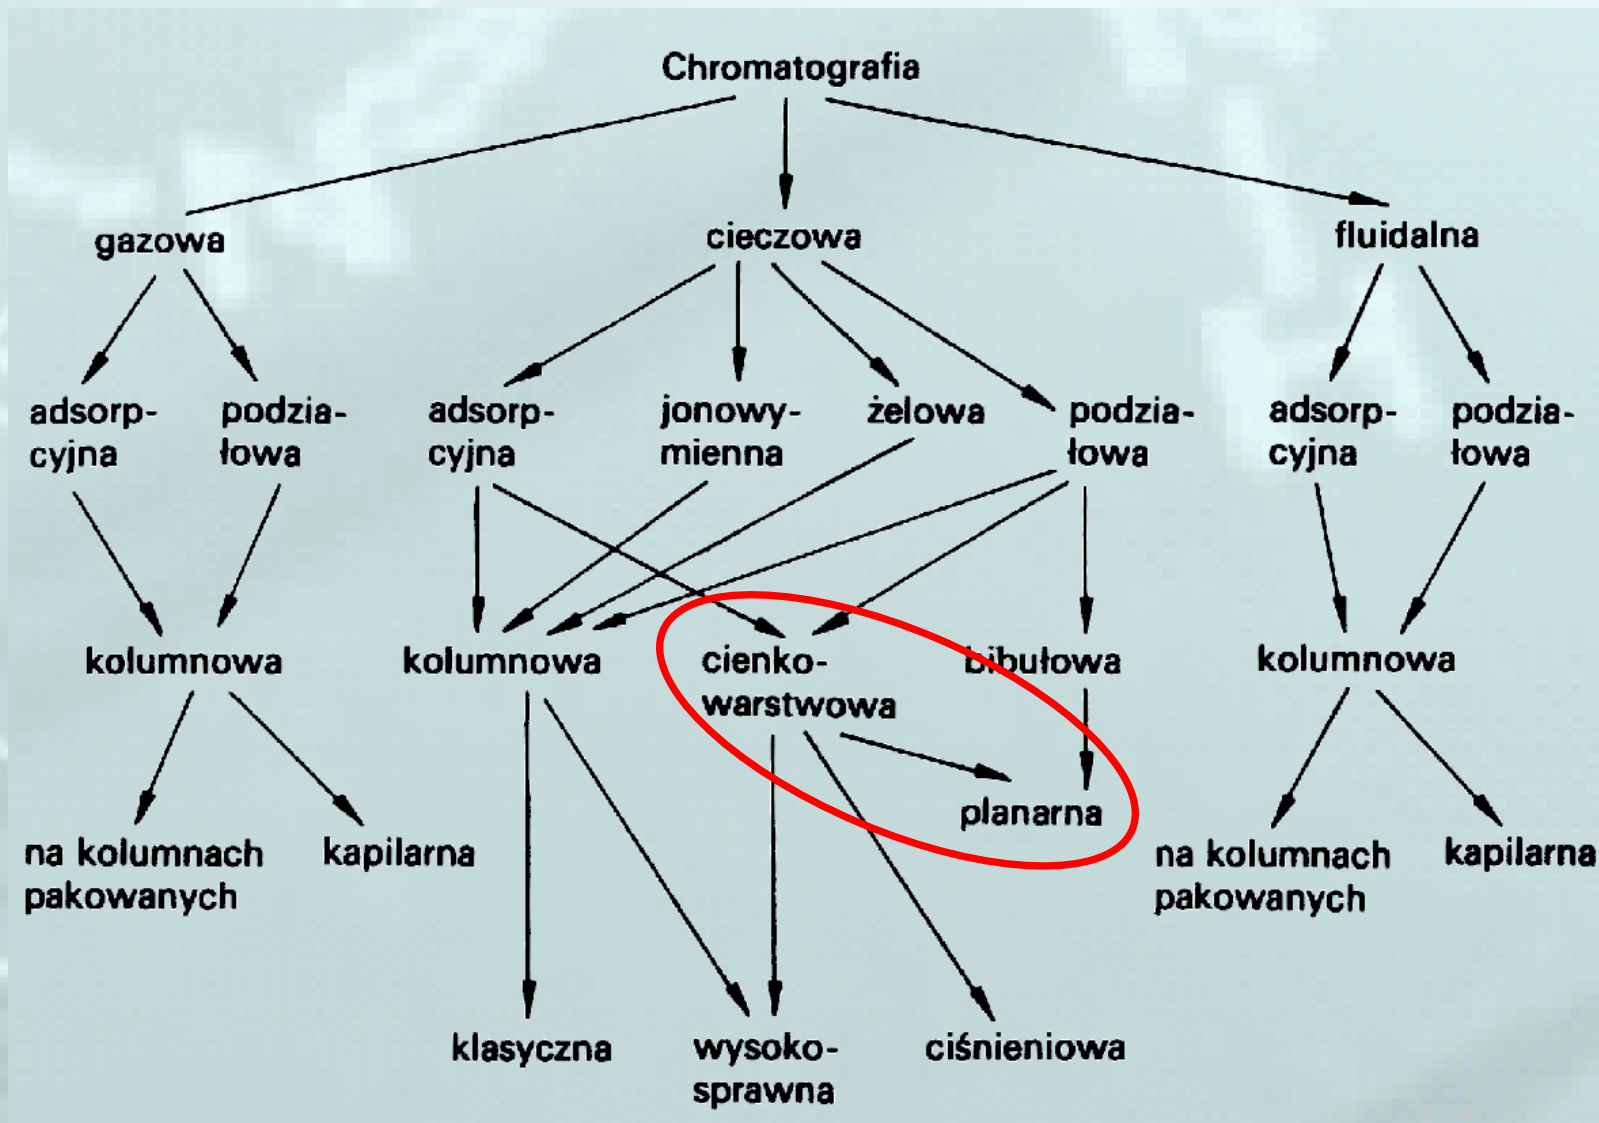 Chromatografia
gazowa
cieczowa
fluidalna
adsorp-
cyjna
podzia-
łowa
adsorp-
cyjna
jonowy-
mienna
żelowa
podzia-
łowa
adsorp-
cyjna
podzia-
łowa
kolumnowa
kolumnowa
cienko-
warstwowa
bibułowa
kolumnowa
planarna
na kolumnach
pakowanych
kapilarna
na kolumnach
pakowanych
kapilarna
klasyczna
wysoko-
sprawna
ciśnieniowa